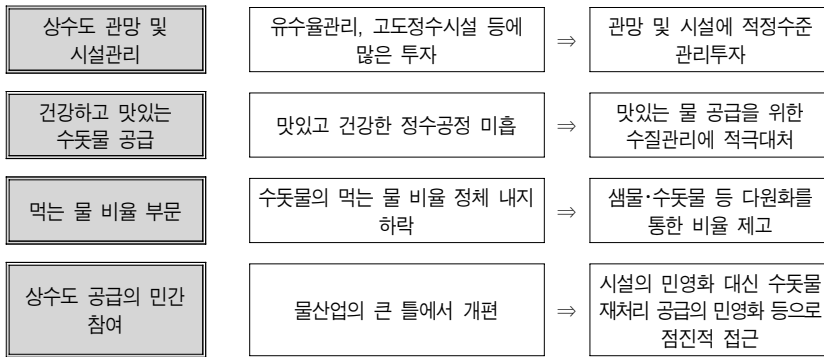 상수도 관망 및
시설관리
유수율관리, 고도정수시설 등에
많은 투자
⇒
관망 및 시설에 적정수준
관리투자
건강하고 맛있는
수돗물 공급
맛있고 건강한 정수공정 미흡
⇒
맛있는 물 공급을 위한
수질관리에 적극대처
먹는 물 비율 부문
수돗물의 먹는 물 비율 정체 내지
하락
⇒
샘물·수돗물 등 다원화를
통한 비율 제고
상수도 공급의 민간
참여
물산업의 큰 틀에서 개편
⇒
시설의 민영화 대신 수돗물
재처리 공급의 민영화 등으로
점진적 접근